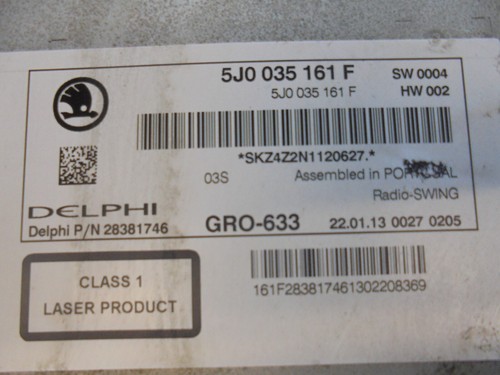 5J0 035 161 F SW 0004
5J0 035 161 F HW 002
*SKZ4Z2N1120627.*
03S Assembled in PORTUGAL
Radio-SWING
DELPHI GRO-633 22.01.13 0027 0205
Delphi P/N 28381746
CLASS 1
LASER PRODUCT
161F283817461302208369